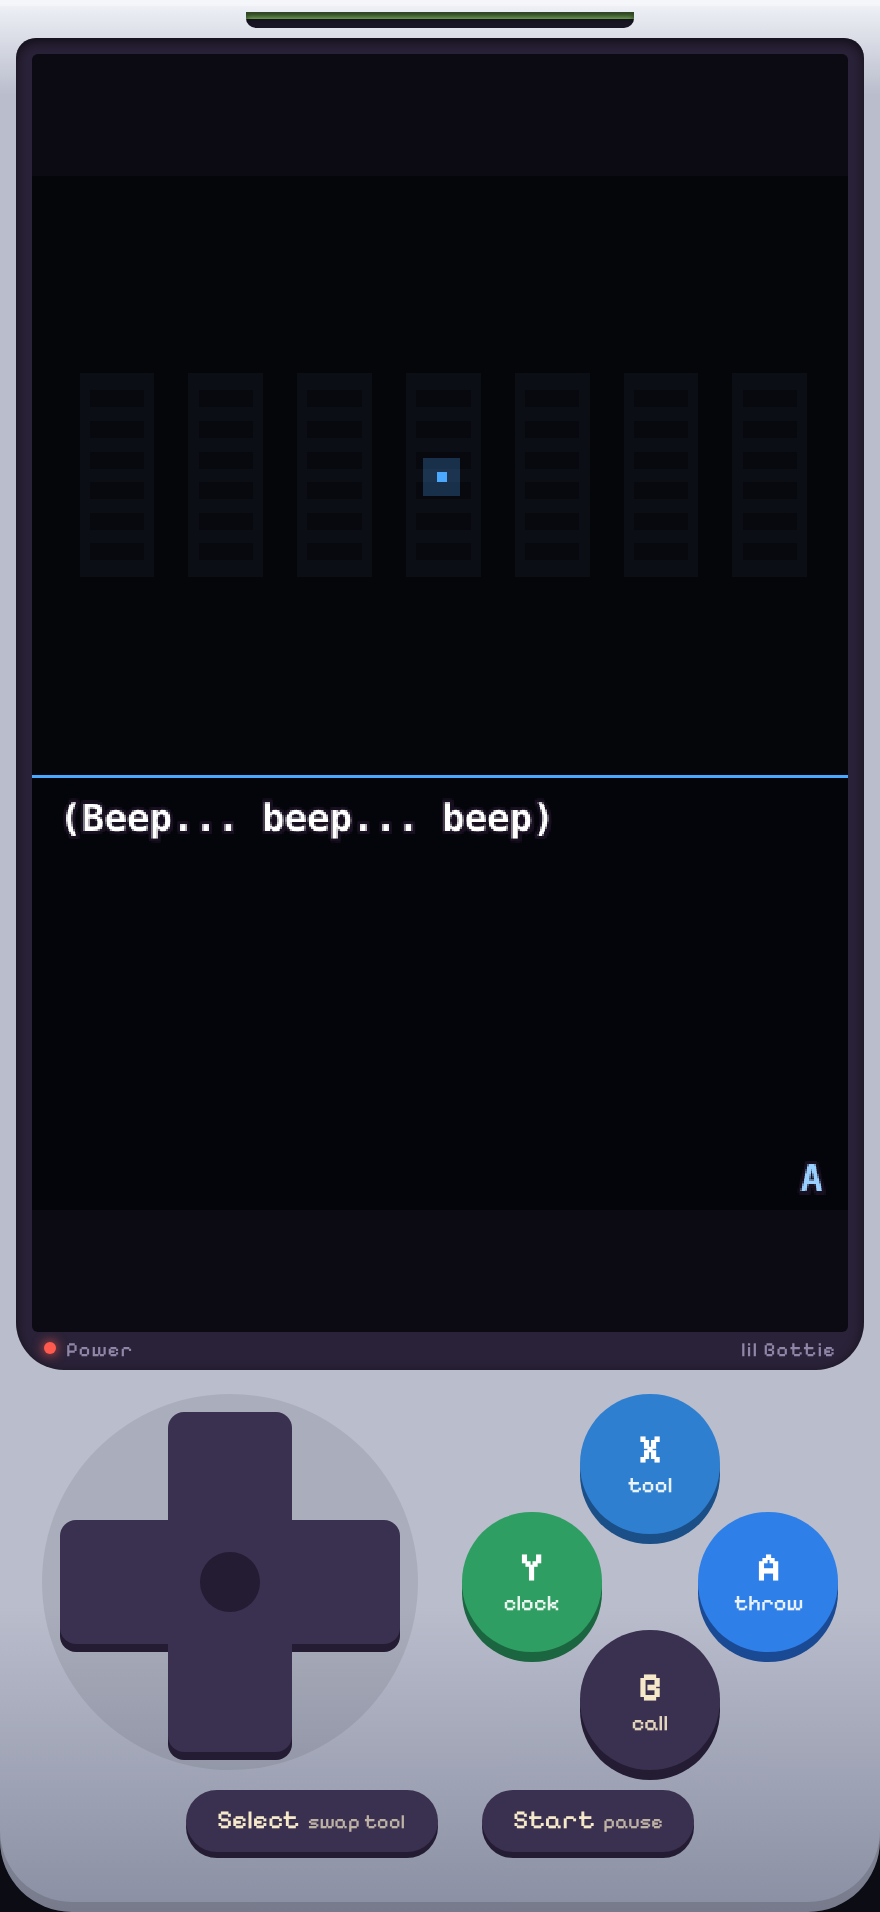 (Beep... beep... beep)
A
Power
lil Bottie
X
tool
Y
clock
A
throw
B
call
Select swap tool
Start pause